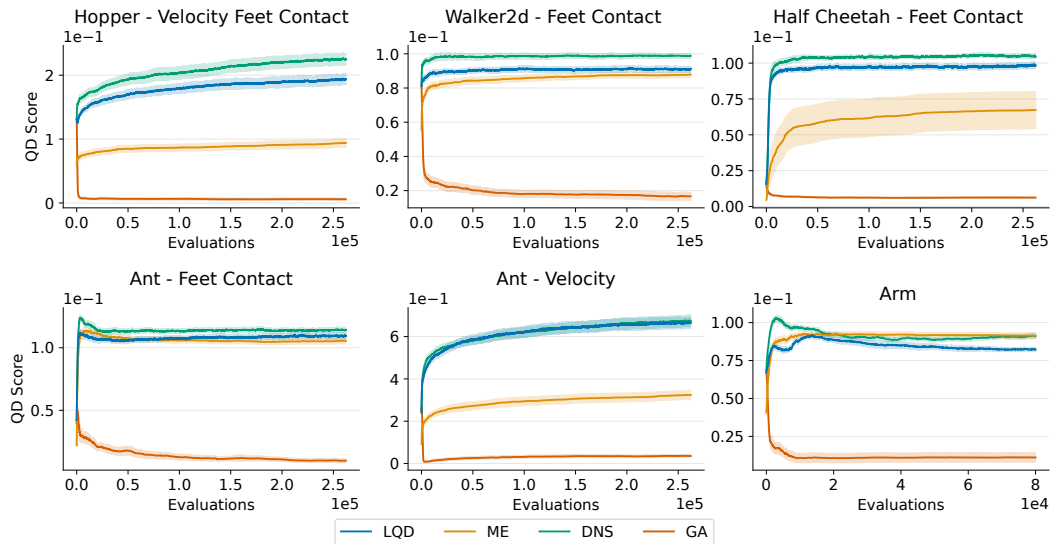 Hopper - Velocity Feet Contact
Walker2d - Feet Contact
Half Cheetah - Feet Contact
1e−1
1e−1
1e−1
QD Score
2
1
0
1.0
0.8
0.6
0.4
0.2
1.00
0.75
0.50
0.25
0.00
0.0 0.5 1.0 1.5 2.0 2.5
0.0 0.5 1.0 1.5 2.0 2.5
0.0 0.5 1.0 1.5 2.0 2.5
Evaluations
1e5
Evaluations
1e5
Evaluations
1e5
Ant - Feet Contact
Ant - Velocity
Arm
1e−1
1e−1
1e−1
QD Score
1.0
0.5
6
4
2
0
1.00
0.75
0.50
0.25
0.0 0.5 1.0 1.5 2.0 2.5
0.0 0.5 1.0 1.5 2.0 2.5
0 2 4 6 8
Evaluations
1e5
Evaluations
1e5
Evaluations
1e4
LQD ME DNS GA